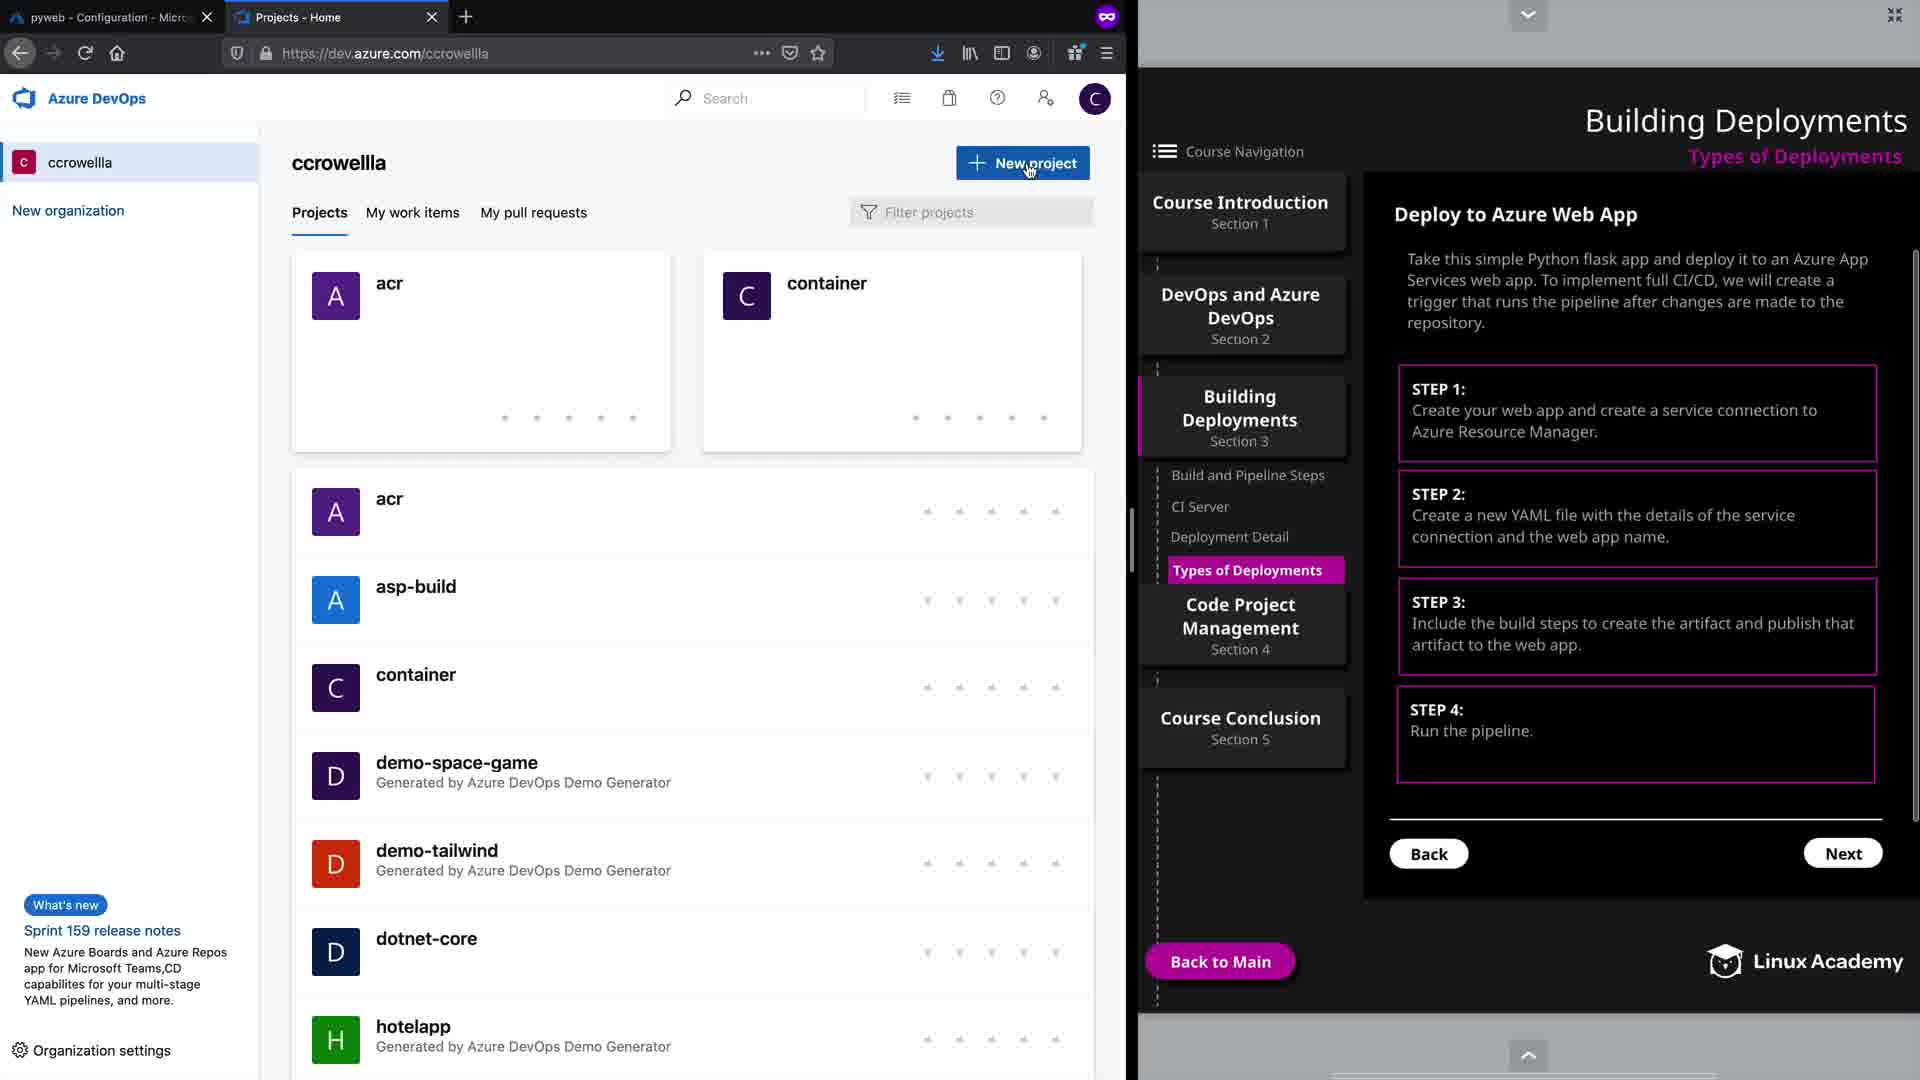 pyweb - Configuration - Micro
Projects - Home
https://dev.azure.com/ccrowellla
Azure DevOps
Search
C
C
ccrowellla
New organization
ccrowellla
New project
Projects
My work items
My pull requests
Filter projects
A
acr
C
container
A
acr
A
asp-build
C
container
D
demo-space-game
Generated by Azure DevOps Demo Generator
D
demo-tailwind
Generated by Azure DevOps Demo Generator
D
dotnet-core
H
hotelapp
Generated by Azure DevOps Demo Generator
What's new
Sprint 159 release notes
New Azure Boards and Azure Repos
app for Microsoft Teams,CD
capabilites for your multi-stage
YAML pipelines, and more.
Organization settings
Building Deployments
Types of Deployments
Course Navigation
Course Introduction
Section 1
DevOps and Azure
DevOps
Section 2
Building
Deployments
Section 3
Build and Pipeline Steps
CI Server
Deployment Detail
Types of Deployments
Code Project
Management
Section 4
Course Conclusion
Section 5
Back to Main
Deploy to Azure Web App
Take this simple Python flask app and deploy it to an Azure App
Services web app. To implement full CI/CD, we will create a
trigger that runs the pipeline after changes are made to the
repository.
STEP 1:
Create your web app and create a service connection to
Azure Resource Manager.
STEP 2:
Create a new YAML file with the details of the service
connection and the web app name.
STEP 3:
Include the build steps to create the artifact and publish that
artifact to the web app.
STEP 4:
Run the pipeline.
Back
Next
Linux Academy